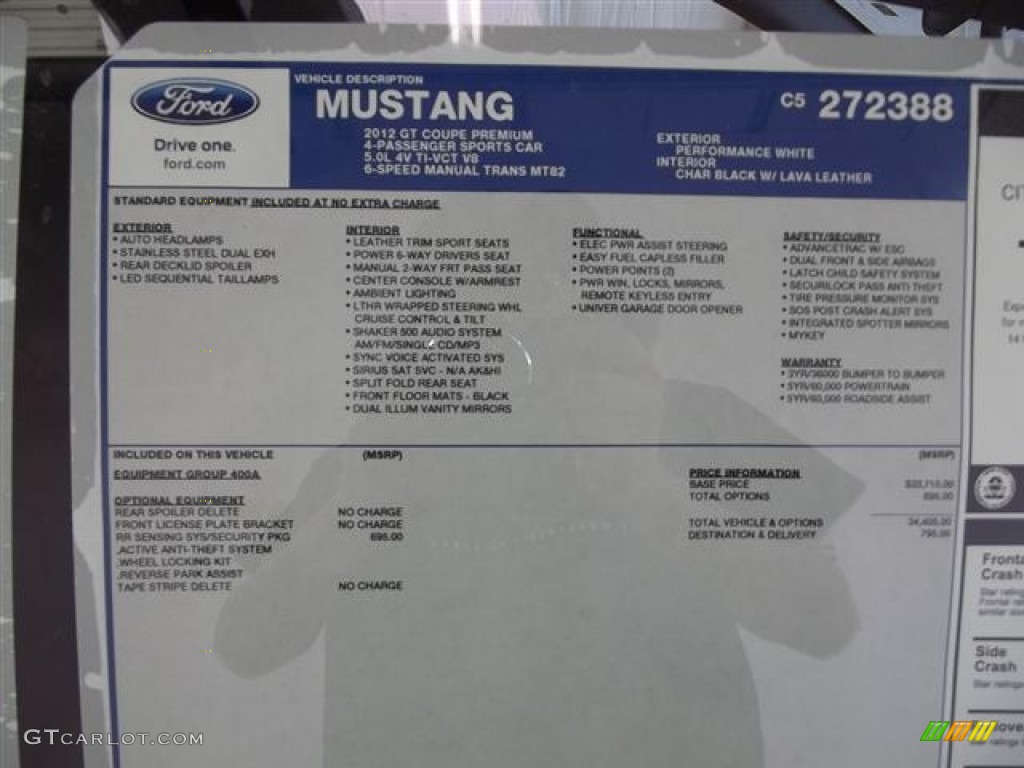 Ford
Drive one.
ford.com
VEHICLE DESCRIPTION
MUSTANG
2012 GT COUPE PREMIUM
4-PASSENGER SPORTS CAR
5.0L 4V TI-VCT V8
6-SPEED MANUAL TRANS MT82
C5 272388
EXTERIOR
PERFORMANCE WHITE
INTERIOR
CHAR BLACK W/ LAVA LEATHER
STANDARD EQUIPMENT INCLUDED AT NO EXTRA CHARGE
EXTERIOR
• AUTO HEADLAMPS
• STAINLESS STEEL DUAL EXH
• REAR DECKLID SPOILER
• LED SEQUENTIAL TAILLAMPS
INTERIOR
• LEATHER TRIM SPORT SEATS
• POWER 6-WAY DRIVERS SEAT
• MANUAL 2-WAY FRT PASS SEAT
• CENTER CONSOLE W/ARMREST
• AMBIENT LIGHTING
• LTHR WRAPPED STEERING WHL
CRUISE CONTROL & TILT
• SHAKER 500 AUDIO SYSTEM
AM/FM/SINGLE CD/MP3
• SYNC VOICE ACTIVATED SYS
• SIRIUS SAT SVC - N/A AK&HI
• SPLIT FOLD REAR SEAT
• FRONT FLOOR MATS - BLACK
• DUAL ILLUM VANITY MIRRORS
FUNCTIONAL
• ELEC PWR ASSIST STEERING
• EASY FUEL CAPLESS FILLER
• POWER POINTS (2)
• PWR WIN, LOCKS, MIRRORS,
REMOTE KEYLESS ENTRY
• UNIVER GARAGE DOOR OPENER
SAFETY/SECURITY
• ADVANCETRAC W/ ESC
• DUAL FRONT & SIDE AIRBAGS
• LATCH CHILD SAFETY SYSTEM
• SECURILOCK PASS ANTI THEFT
• TIRE PRESSURE MONITOR SYS
• SOS POST CRASH ALERT SYS
• INTEGRATED SPOTTER MIRRORS
• MYKEY
WARRANTY
• 3YR/36000 BUMPER TO BUMPER
• 5YR/60,000 POWERTRAIN
• 5YR/60,000 ROADSIDE ASSIST
INCLUDED ON THIS VEHICLE (MSRP)
EQUIPMENT GROUP 400A
OPTIONAL EQUIPMENT
REAR SPOILER DELETE NO CHARGE
FRONT LICENSE PLATE BRACKET NO CHARGE
RR SENSING SYS/SECURITY PKG 695.00
.ACTIVE ANTI-THEFT SYSTEM
.WHEEL LOCKING KIT
.REVERSE PARK ASSIST
TAPE STRIPE DELETE NO CHARGE
(MSRP)
PRICE INFORMATION
BASE PRICE $33,710.00
TOTAL OPTIONS 695.00
TOTAL VEHICLE & OPTIONS 34,405.00
DESTINATION & DELIVERY 795.00
Crash
Star
Side
Crash
Star ratings
GTCARLOT.COM